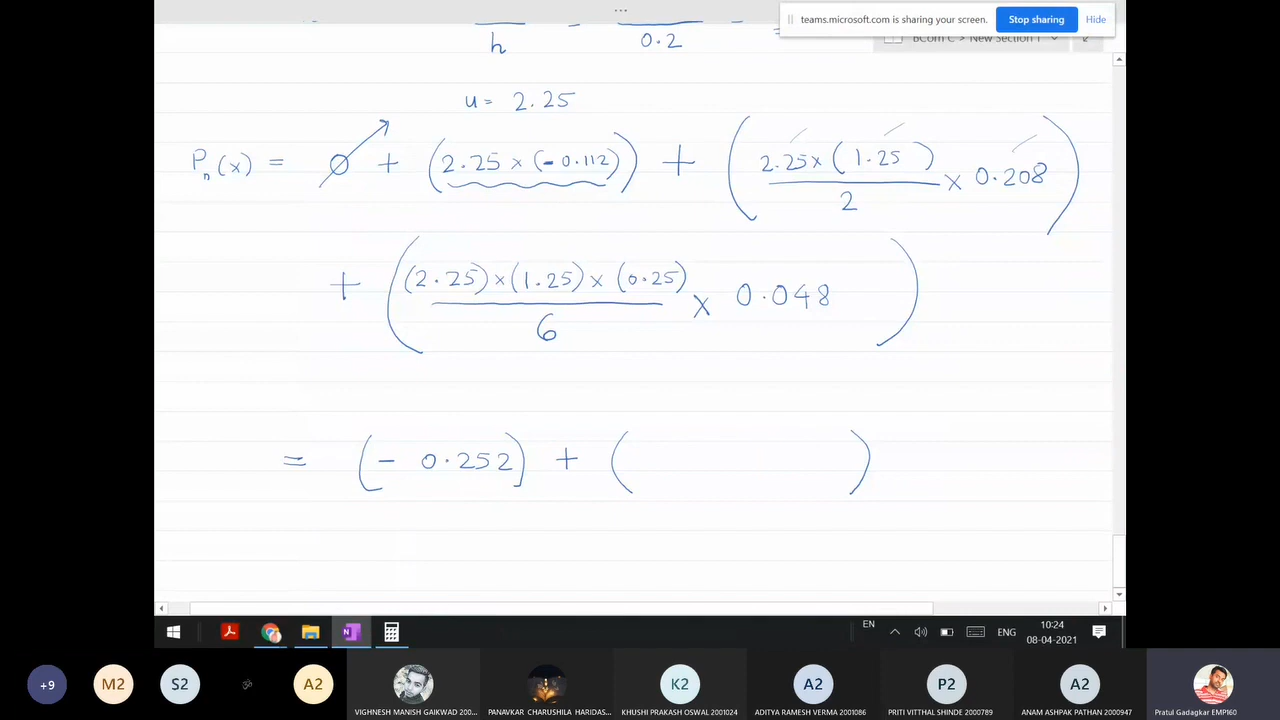 ...
teams.microsoft.com is sharing your screen. Stop sharing Hide
BCom C > New Section 1
h 0.2
u = 2.25
Pn(x) = 0 + (2.25 × (-0.112)) + (2.25 × (1.25) / 2 × 0.208)
+ ((2.25) × (1.25) × (0.25) / 6 × 0.048)
= (- 0.252) + ( )
EN
ENG
10:24
08-04-2021
+9 M2 S2 ॐ A2 K2 A2 P2 A2
VIGHNESH MANISH GAIKWAD 200...
PANAVKAR CHARUSHILA HARIDAS...
KHUSHI PRAKASH OSWAL 2001024
ADITYA RAMESH VERMA 2001086
PRITI VITTHAL SHINDE 2000789
ANAM ASHPAK PATHAN 2000947
Pratul Gadagkar EMP160